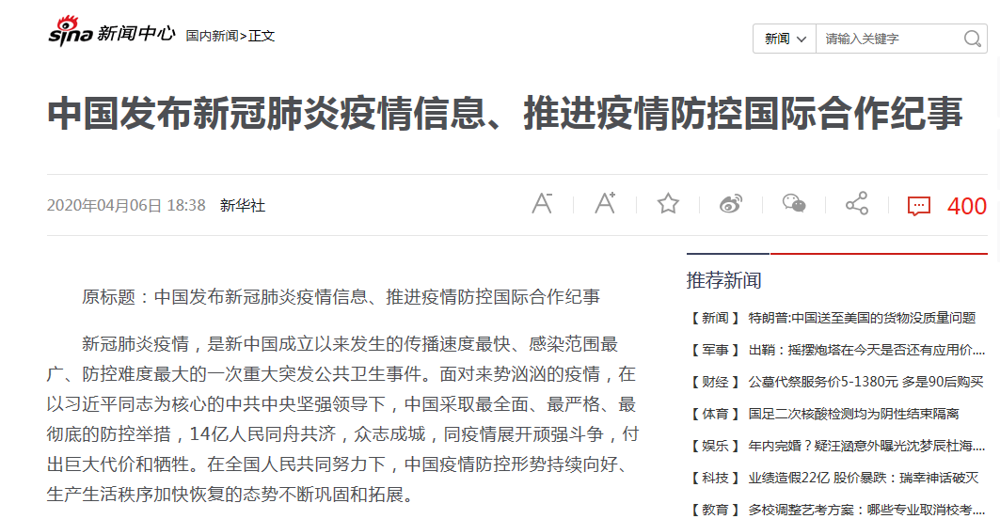 sina 新闻中心 国内新闻>正文
新闻 请输入关键字
中国发布新冠肺炎疫情信息、推进疫情防控国际合作纪事
2020年04月06日 18:38 新华社
A- A+ 400
原标题：中国发布新冠肺炎疫情信息、推进疫情防控国际合作纪事
新冠肺炎疫情，是新中国成立以来发生的传播速度最快、感染范围最
广、防控难度最大的一次重大突发公共卫生事件。面对来势汹汹的疫情，在
以习近平同志为核心的中共中央坚强领导下，中国采取最全面、最严格、最
彻底的防控举措，14亿人民同舟共济，众志成城，同疫情展开顽强斗争，付
出巨大代价和牺牲。在全国人民共同努力下，中国疫情防控形势持续向好、
生产生活秩序加快恢复的态势不断巩固和拓展。
推荐新闻
【 新闻 】 特朗普:中国送至美国的货物没质量问题
【 军事 】 出鞘：摇摆炮塔在今天是否还有应用价....
【 财经 】 公墓代祭服务价5-1380元 多是90后购买
【 体育 】 国足二次核酸检测均为阴性结束隔离
【 娱乐 】 年内完婚？疑汪涵意外曝光沈梦辰杜海....
【 科技 】 业绩造假22亿 股价暴跌：瑞幸神话破灭
【 教育 】 多校调整艺考方案：哪些专业取消校考....